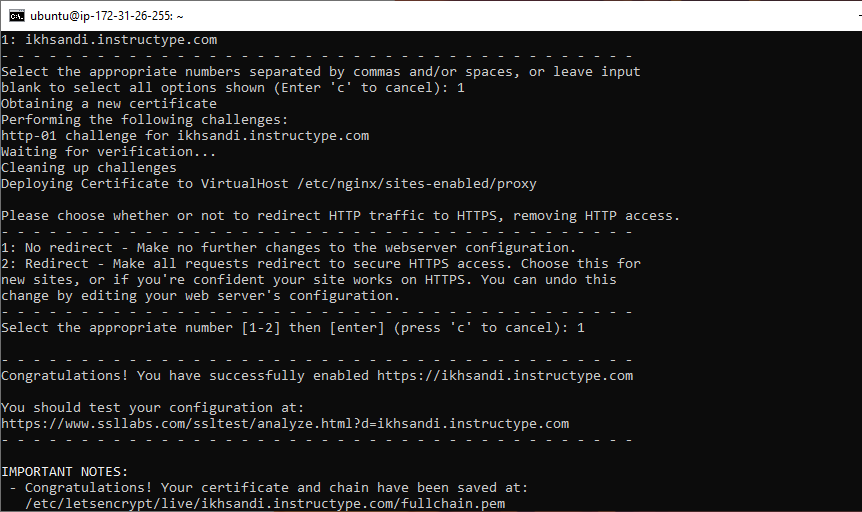 ubuntu@ip-172-31-26-255: ~
1: ikhsandi.instructype.com
- - - - - - - - - - - - - - - - - - - - - - - - - - - - - - - - - - - - - - - -
Select the appropriate numbers separated by commas and/or spaces, or leave input
blank to select all options shown (Enter 'c' to cancel): 1
Obtaining a new certificate
Performing the following challenges:
http-01 challenge for ikhsandi.instructype.com
Waiting for verification...
Cleaning up challenges
Deploying Certificate to VirtualHost /etc/nginx/sites-enabled/proxy
Please choose whether or not to redirect HTTP traffic to HTTPS, removing HTTP access.
- - - - - - - - - - - - - - - - - - - - - - - - - - - - - - - - - - - - - - - -
1: No redirect - Make no further changes to the webserver configuration.
2: Redirect - Make all requests redirect to secure HTTPS access. Choose this for
new sites, or if you're confident your site works on HTTPS. You can undo this
change by editing your web server's configuration.
- - - - - - - - - - - - - - - - - - - - - - - - - - - - - - - - - - - - - - - -
Select the appropriate number [1-2] then [enter] (press 'c' to cancel): 1
- - - - - - - - - - - - - - - - - - - - - - - - - - - - - - - - - - - - - - - -
Congratulations! You have successfully enabled https://ikhsandi.instructype.com
You should test your configuration at:
https://www.ssllabs.com/ssltest/analyze.html?d=ikhsandi.instructype.com
- - - - - - - - - - - - - - - - - - - - - - - - - - - - - - - - - - - - - - - -
IMPORTANT NOTES:
- Congratulations! Your certificate and chain have been saved at:
/etc/letsencrypt/live/ikhsandi.instructype.com/fullchain.pem